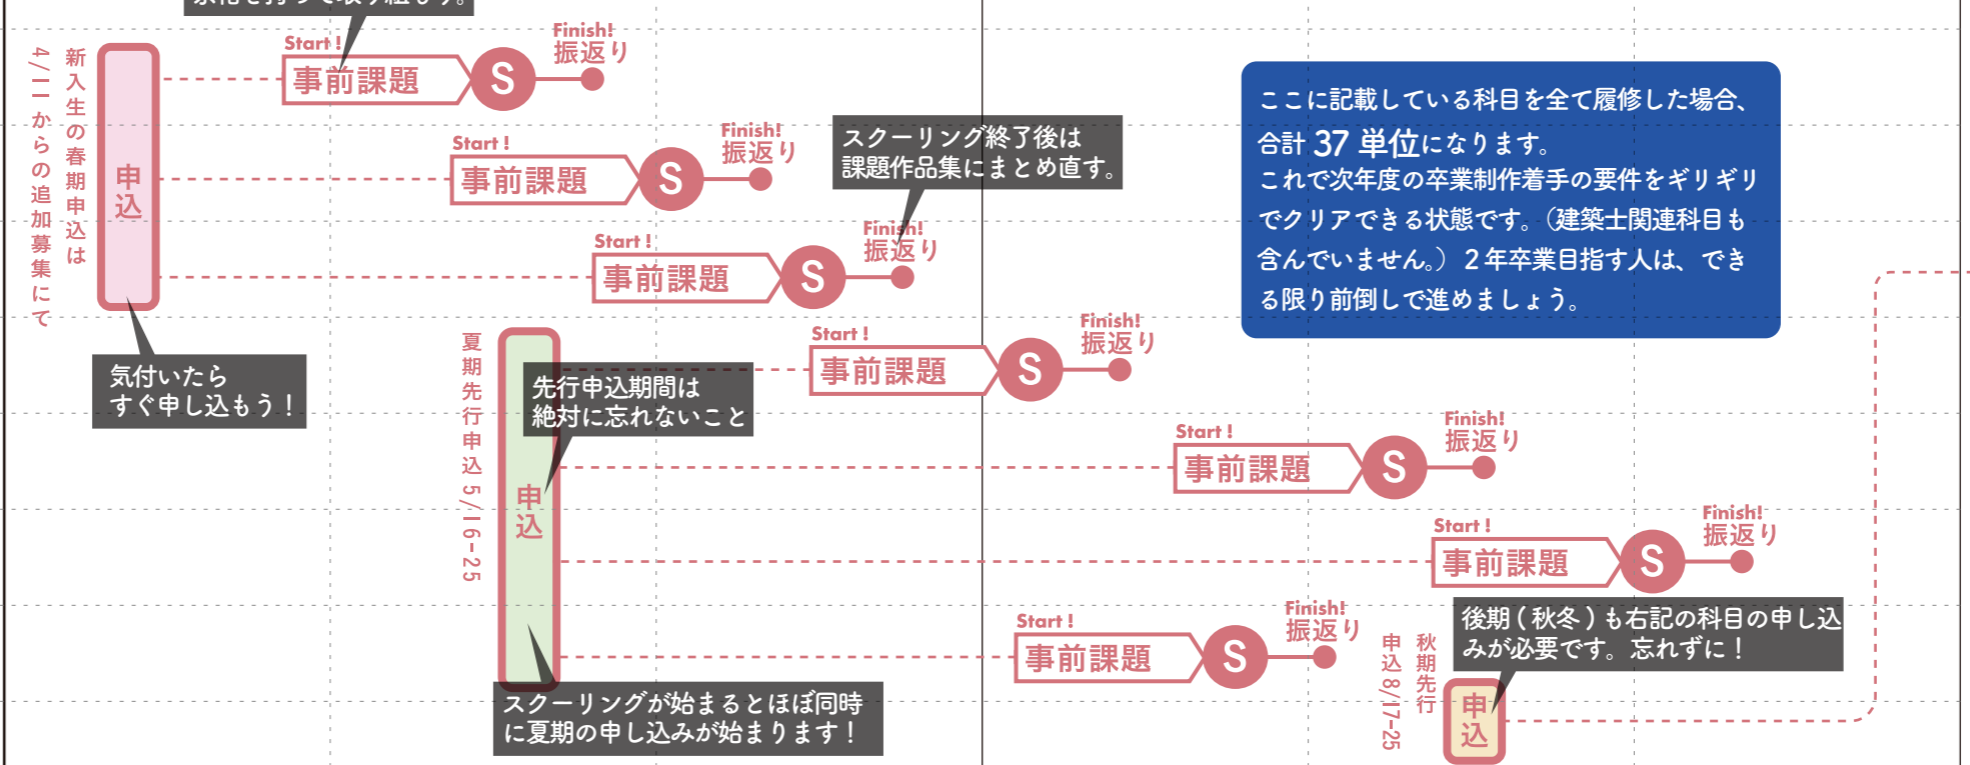 新入生の春期申込は
4/11からの追加募集にて
申込
Start!
事前課題
S
Finish!
振返り
Start!
事前課題
S
Finish!
振返り
スクーリング終了後は
課題作品集にまとめ直す。
Start!
事前課題
S
Finish!
振返り
気付いたら
すぐ申し込もう！
ここに記載している科目を全て履修した場合、
合計 37 単位になります。
これで次年度の卒業制作着手の要件をギリギリ
でクリアできる状態です。（建築士関連科目も
含んでいません。）２年卒業目指す人は、でき
る限り前倒しで進めましょう。
夏期先行申込 5/16-25
申込
先行申込期間は
絶対に忘れないこと
Start!
事前課題
S
Finish!
振返り
Start!
事前課題
S
Finish!
振返り
Start!
事前課題
S
Finish!
振返り
Start!
事前課題
S
Finish!
振返り
スクーリングが始まるとほぼ同時
に夏期の申し込みが始まります！
秋期先行
申込 8/17-25
申込
後期（秋冬）も右記の科目の申し込
みが必要です。忘れずに！